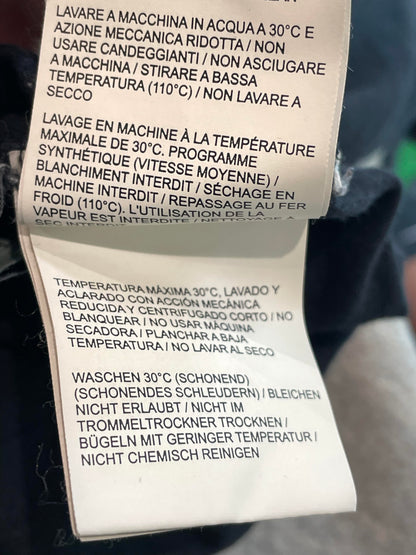 LAVARE A MACCHINA IN ACQUA A 30°C E
AZIONE MECCANICA RIDOTTA / NON
USARE CANDEGGIANTI / NON ASCIUGARE
A MACCHINA / STIRARE A BASSA
TEMPERATURA (110°C) / NON LAVARE A
SECCO
LAVAGE EN MACHINE À LA TEMPÉRATURE
MAXIMALE DE 30°C. PROGRAMME
SYNTHÉTIQUE (VITESSE MOYENNE) /
BLANCHIMENT INTERDIT / SÉCHAGE EN
MACHINE INTERDIT / REPASSAGE AU FER
FROID (110°C). L'UTILISATION DE LA
VAPEUR EST INTERDITE / NETTOYAGE A
SEC INTERDIT
TEMPERATURA MÁXIMA 30°C, LAVADO Y
ACLARADO CON ACCIÓN MECÁNICA
REDUCIDA Y CENTRIFUGADO CORTO / NO
BLANQUEAR / NO USAR MÁQUINA
SECADORA / PLANCHAR A BAJA
TEMPERATURA / NO LAVAR AL SECO
WASCHEN 30°C (SCHONEND)
(SCHONENDES SCHLEUDERN) / BLEICHEN
NICHT ERLAUBT / NICHT IM
TROMMELTROCKNER TROCKNEN /
BÜGELN MIT GERINGER TEMPERATUR /
NICHT CHEMISCH REINIGEN